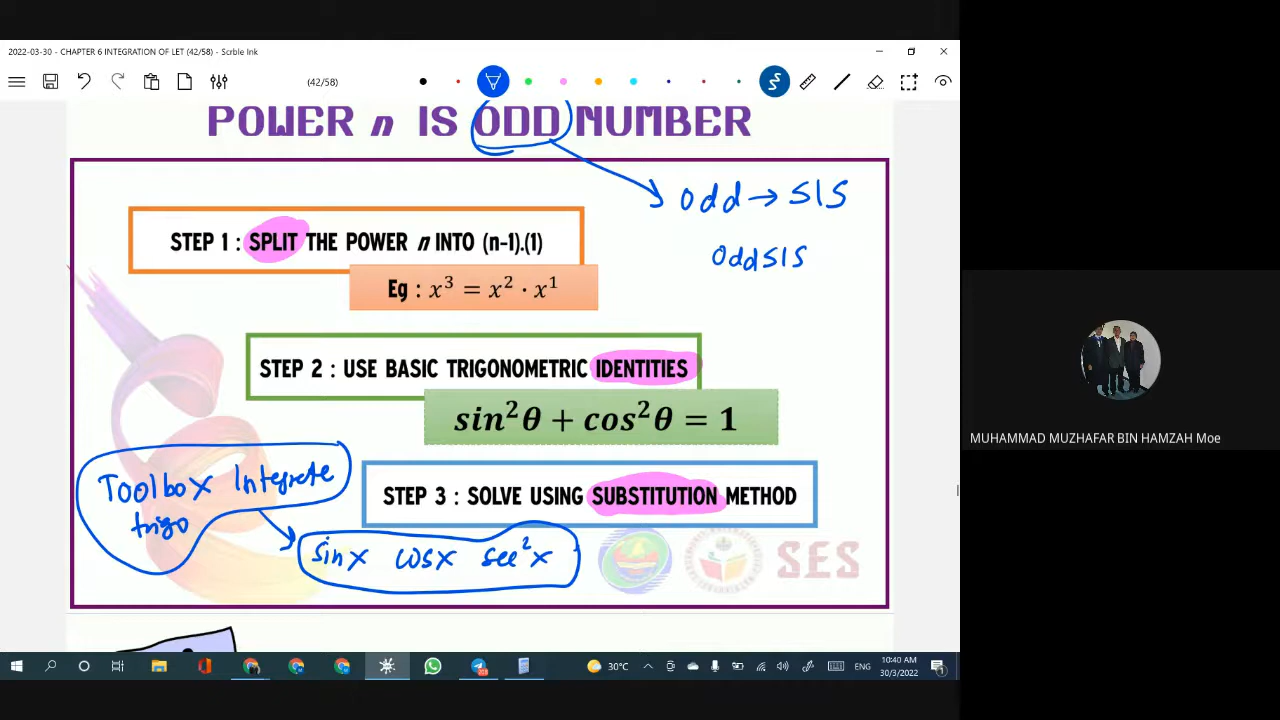 2022-03-30 - CHAPTER 6 INTEGRATION OF LET (42/58) - Scrble Ink
(42/58)
POWER n IS ODD NUMBER
Odd → SIS
OddSIS
STEP 1 : SPLIT THE POWER n INTO (n-1).(1)
Eg : x³ = x² · x¹
STEP 2 : USE BASIC TRIGONOMETRIC IDENTITIES
sin²θ + cos²θ = 1
Toolbox Integrate
trigo
STEP 3 : SOLVE USING SUBSTITUTION METHOD
sin x cos x sec² x
SES
MUHAMMAD MUZHAFAR BIN HAMZAH Moe
30°C
ENG
10:40 AM
30/3/2022